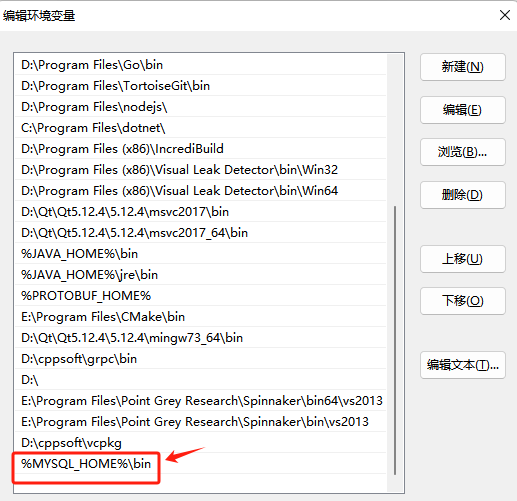 编辑环境变量
D:\Program Files\Go\bin
D:\Program Files\TortoiseGit\bin
D:\Program Files\nodejs\
C:\Program Files\dotnet\
D:\Program Files (x86)\IncrediBuild
D:\Program Files (x86)\Visual Leak Detector\bin\Win32
D:\Program Files (x86)\Visual Leak Detector\bin\Win64
D:\Qt\Qt5.12.4\5.12.4\msvc2017\bin
D:\Qt\Qt5.12.4\5.12.4\msvc2017_64\bin
%JAVA_HOME%\bin
%JAVA_HOME%\jre\bin
%PROTOBUF_HOME%
E:\Program Files\CMake\bin
D:\Qt\Qt5.12.4\5.12.4\mingw73_64\bin
D:\cppsoft\grpc\bin
D:\
E:\Program Files\Point Grey Research\Spinnaker\bin64\vs2013
E:\Program Files\Point Grey Research\Spinnaker\bin\vs2013
D:\cppsoft\vcpkg
%MYSQL_HOME%\bin
新建(N)
编辑(E)
浏览(B)...
删除(D)
上移(U)
下移(O)
编辑文本(T)...